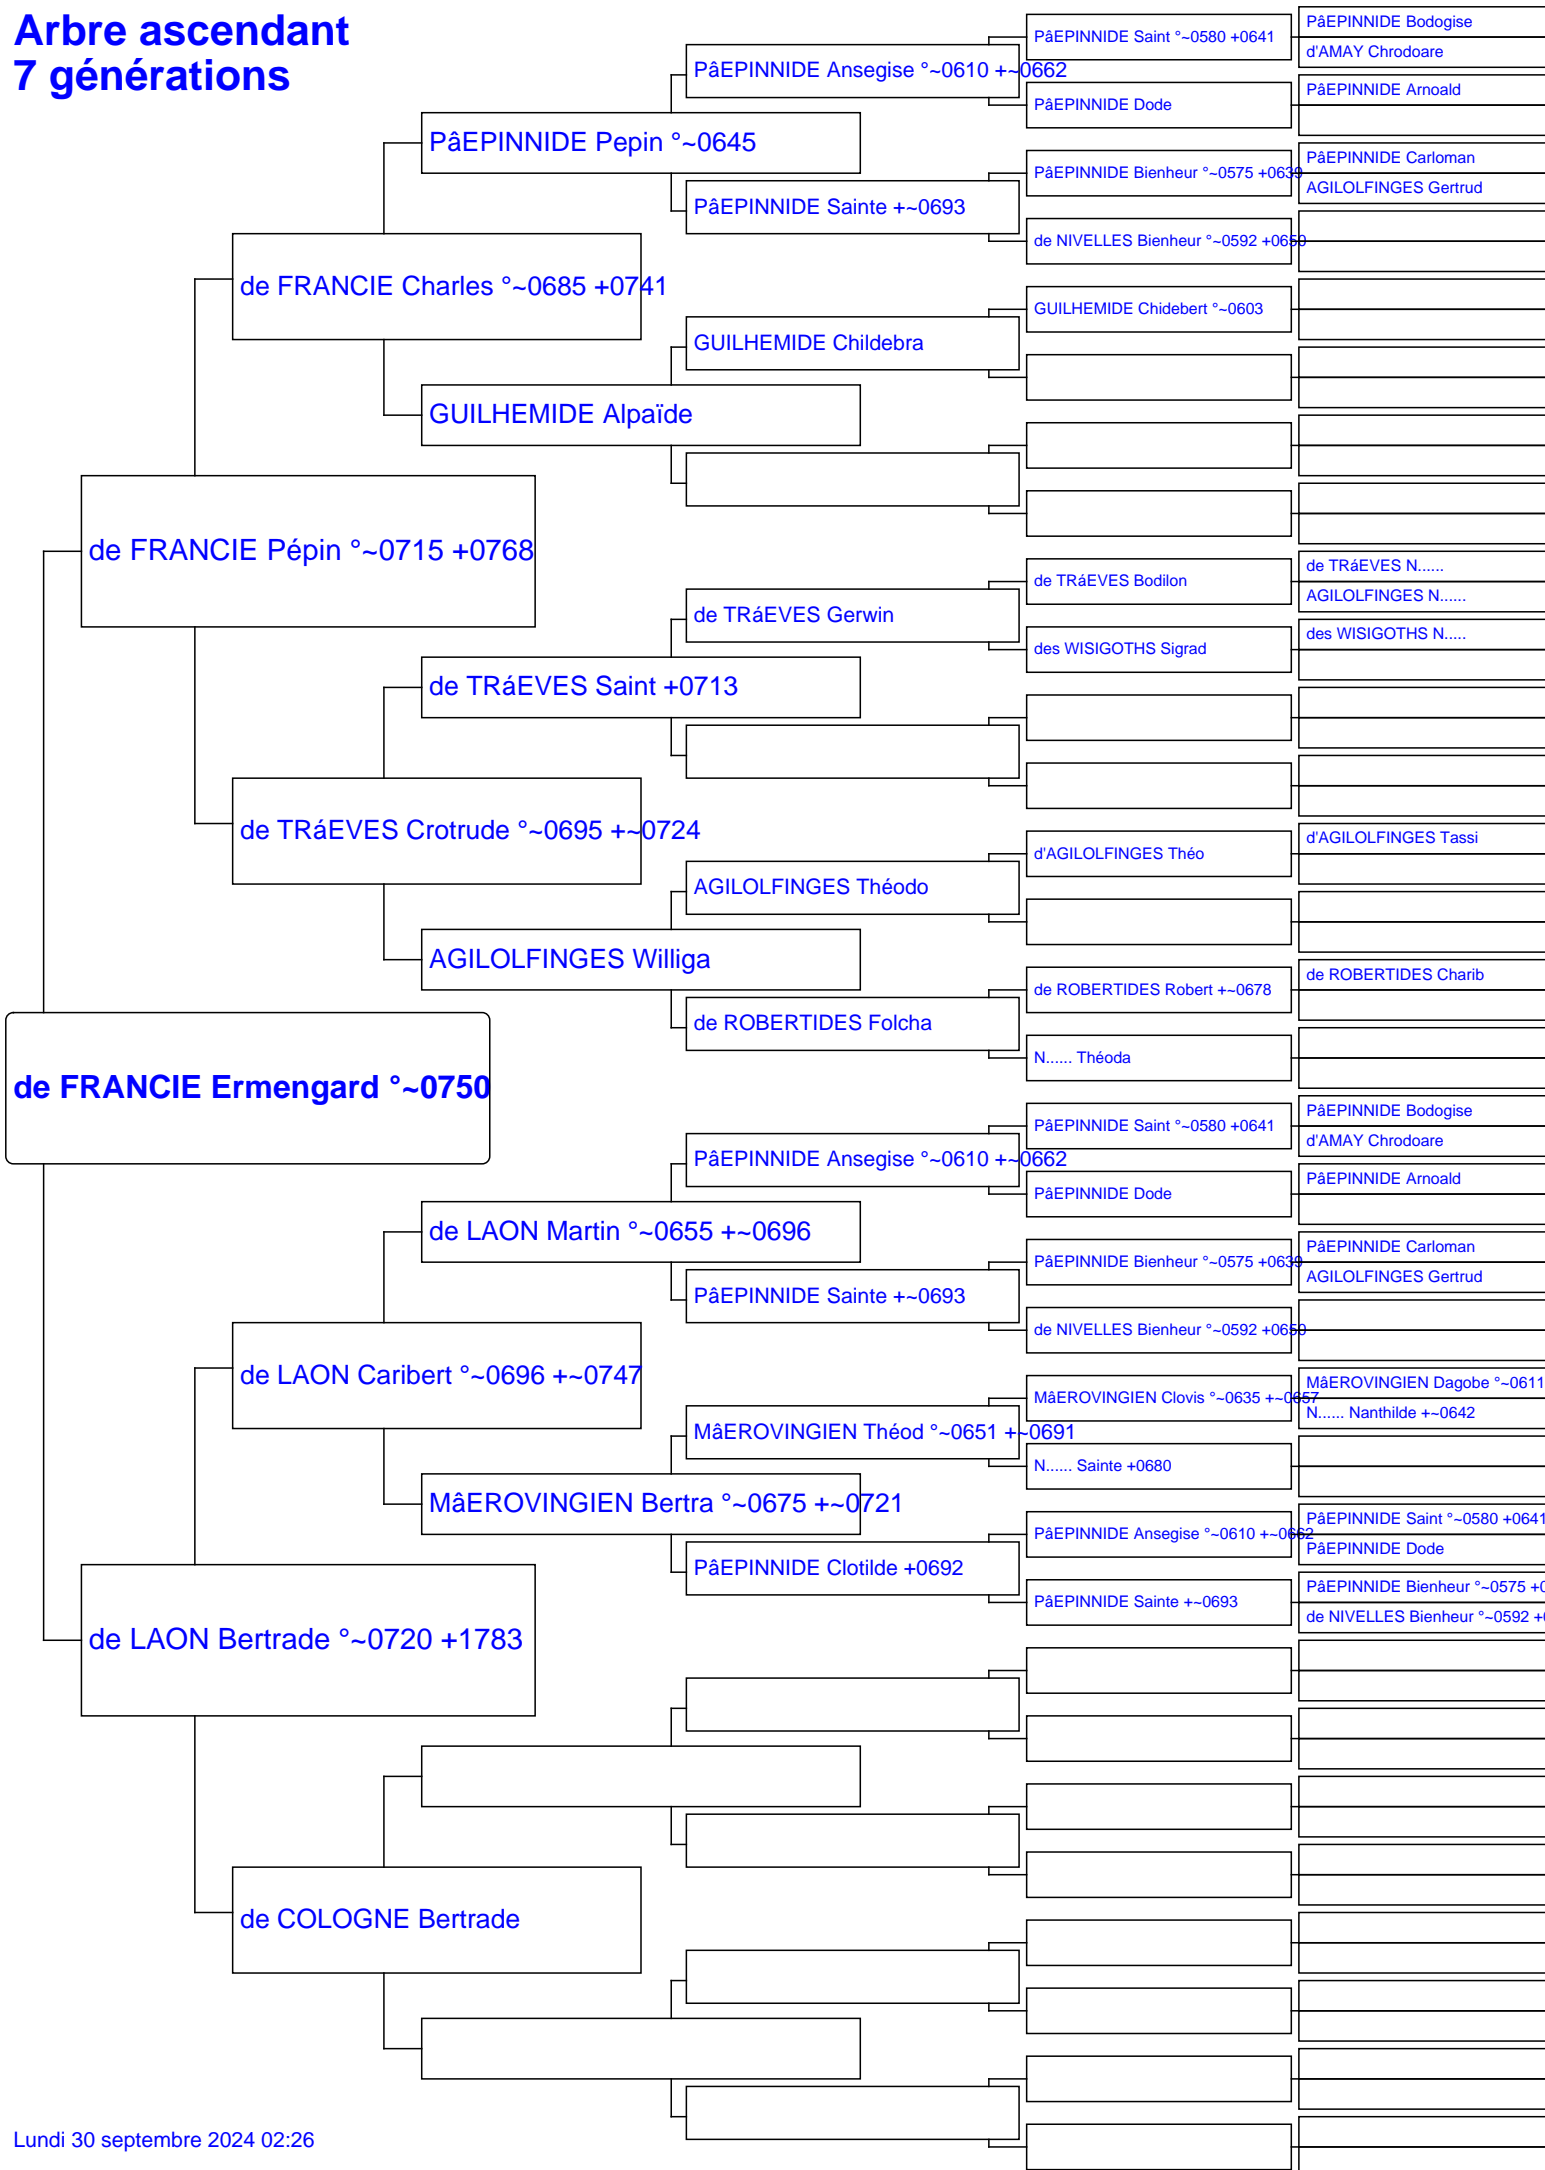 Arbre ascendant
7 générations
de FRANCIE Ermengard °~0750
de FRANCIE Pépin °~0715 +0768
de LAON Bertrade °~0720 +1783
de FRANCIE Charles °~0685 +0741
de TRáEVES Crotrude °~0695 +~0724
de LAON Caribert °~0696 +~0747
de COLOGNE Bertrade
PâEPINNIDE Pepin °~0645
GUILHEMIDE Alpaïde
de TRáEVES Saint +0713
AGILOLFINGES Williga
de LAON Martin °~0655 +~0696
MâEROVINGIEN Bertra °~0675 +~0721
PâEPINNIDE Ansegise °~0610 +~0662
PâEPINNIDE Sainte +~0693
GUILHEMIDE Childebra
de TRáEVES Gerwin
AGILOLFINGES Théodo
de ROBERTIDES Folcha
PâEPINNIDE Ansegise °~0610 +~0662
PâEPINNIDE Sainte +~0693
MâEROVINGIEN Théod °~0651 +~0691
PâEPINNIDE Clotilde +0692
PâEPINNIDE Saint °~0580 +0641
PâEPINNIDE Dode
PâEPINNIDE Bienheur °~0575 +0639
de NIVELLES Bienheur °~0592 +0650
GUILHEMIDE Chidebert °~0603
de TRáEVES Bodilon
des WISIGOTHS Sigrad
d'AGILOLFINGES Théo
de ROBERTIDES Robert +~0678
N...... Théoda
PâEPINNIDE Saint °~0580 +0641
PâEPINNIDE Dode
PâEPINNIDE Bienheur °~0575 +0639
de NIVELLES Bienheur °~0592 +0650
MâEROVINGIEN Clovis °~0635 +~0657
N...... Sainte +0680
PâEPINNIDE Ansegise °~0610 +~0662
PâEPINNIDE Sainte +~0693
PâEPINNIDE Bodogise
d'AMAY Chrodoare
PâEPINNIDE Arnoald
PâEPINNIDE Carloman
AGILOLFINGES Gertrud
de TRáEVES N......
AGILOLFINGES N......
des WISIGOTHS N.....
d'AGILOLFINGES Tassi
de ROBERTIDES Charib
PâEPINNIDE Bodogise
d'AMAY Chrodoare
PâEPINNIDE Arnoald
PâEPINNIDE Carloman
AGILOLFINGES Gertrud
MâEROVINGIEN Dagobe °~0611
N...... Nanthilde +~0642
PâEPINNIDE Saint °~0580 +0641
PâEPINNIDE Dode
PâEPINNIDE Bienheur °~0575
de NIVELLES Bienheur °~0592
Lundi 30 septembre 2024 02:26